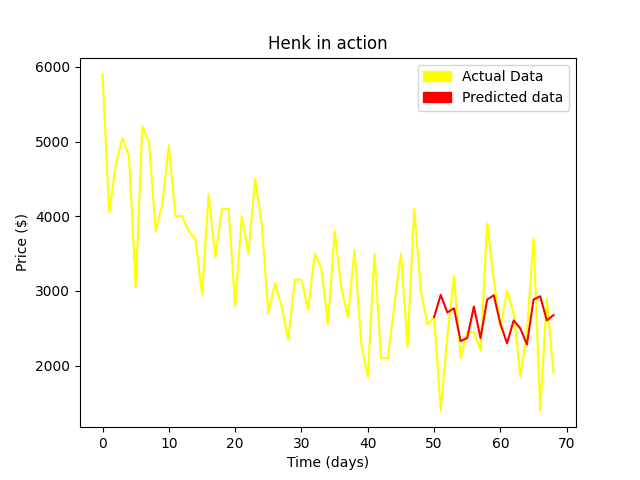 Henk in action
Actual Data
Predicted data
Price ($)
6000
5000
4000
3000
2000
0 10 20 30 40 50 60 70
Time (days)